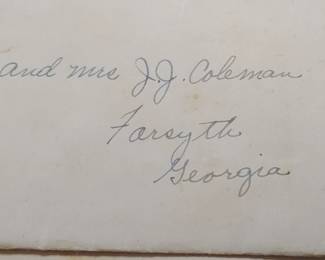 and Mrs J. J. Coleman
Forsyth
Georgia